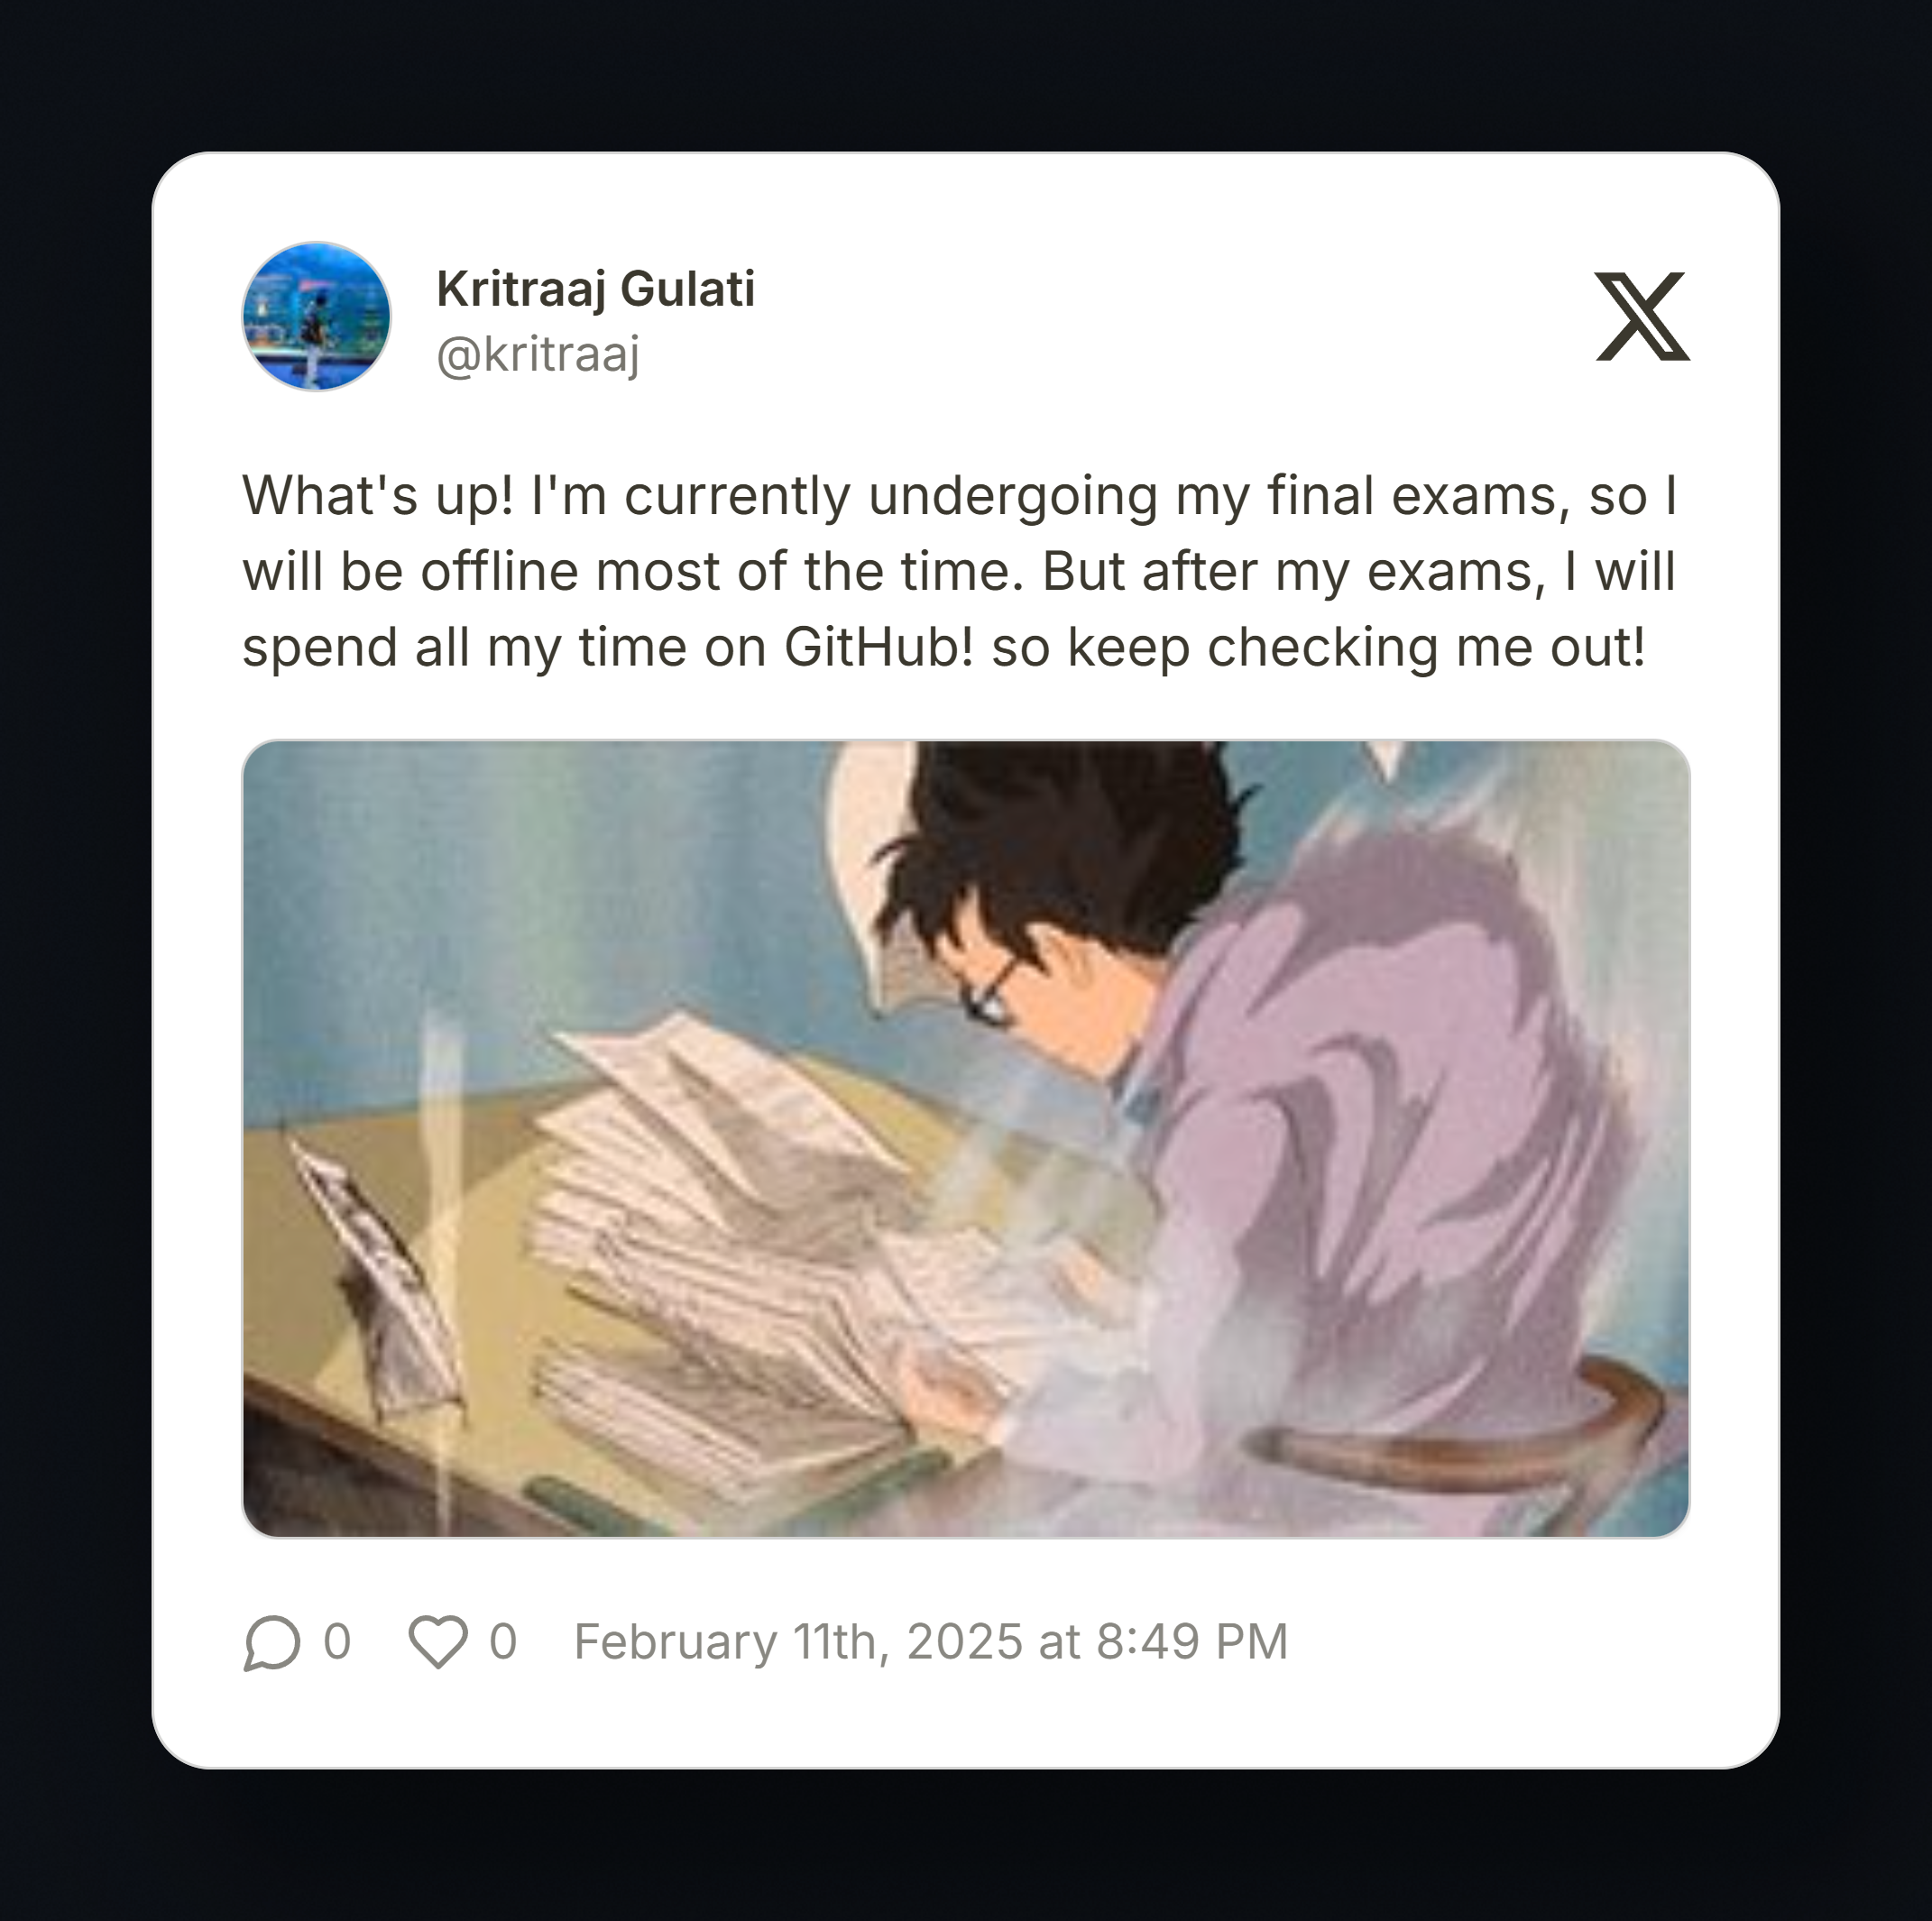 Kritraaj Gulati
@kritraaj
What's up! I'm currently undergoing my final exams, so I
will be offline most of the time. But after my exams, I will
spend all my time on GitHub! so keep checking me out!
0 0 February 11th, 2025 at 8:49 PM